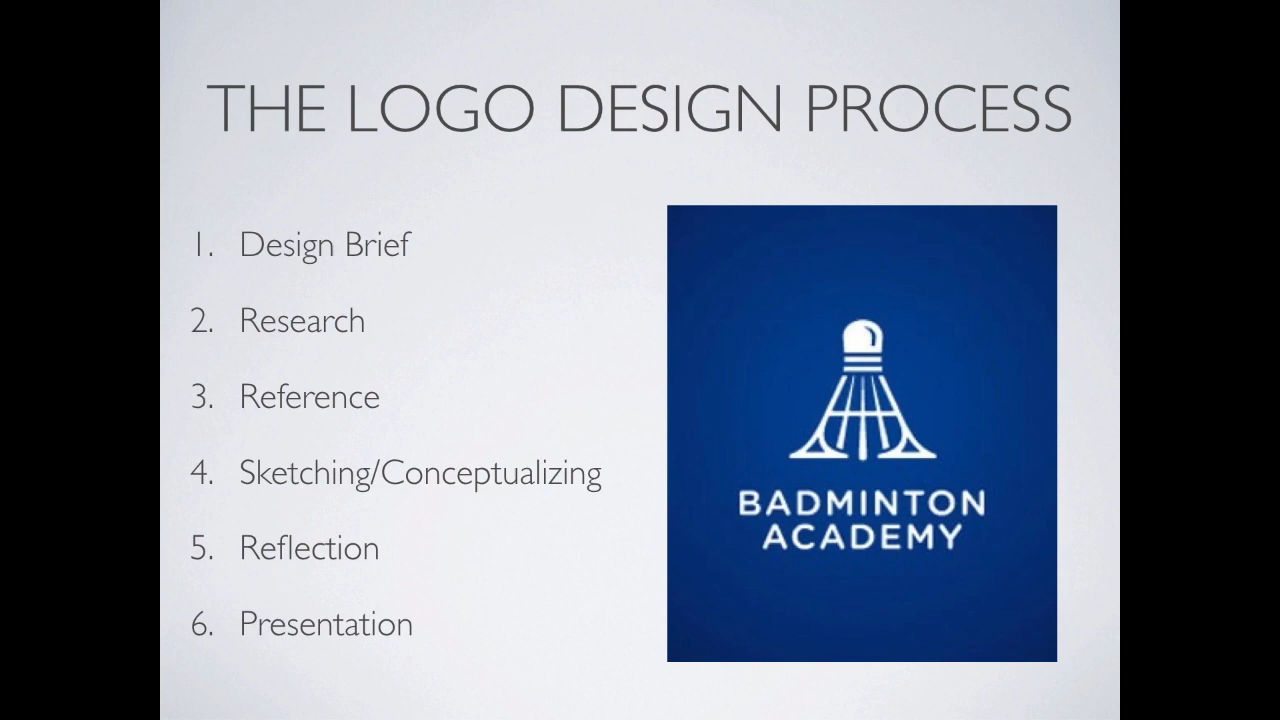 THE LOGO DESIGN PROCESS
1. Design Brief
2. Research
3. Reference
4. Sketching/Conceptualizing
5. Reflection
6. Presentation
BADMINTON
ACADEMY